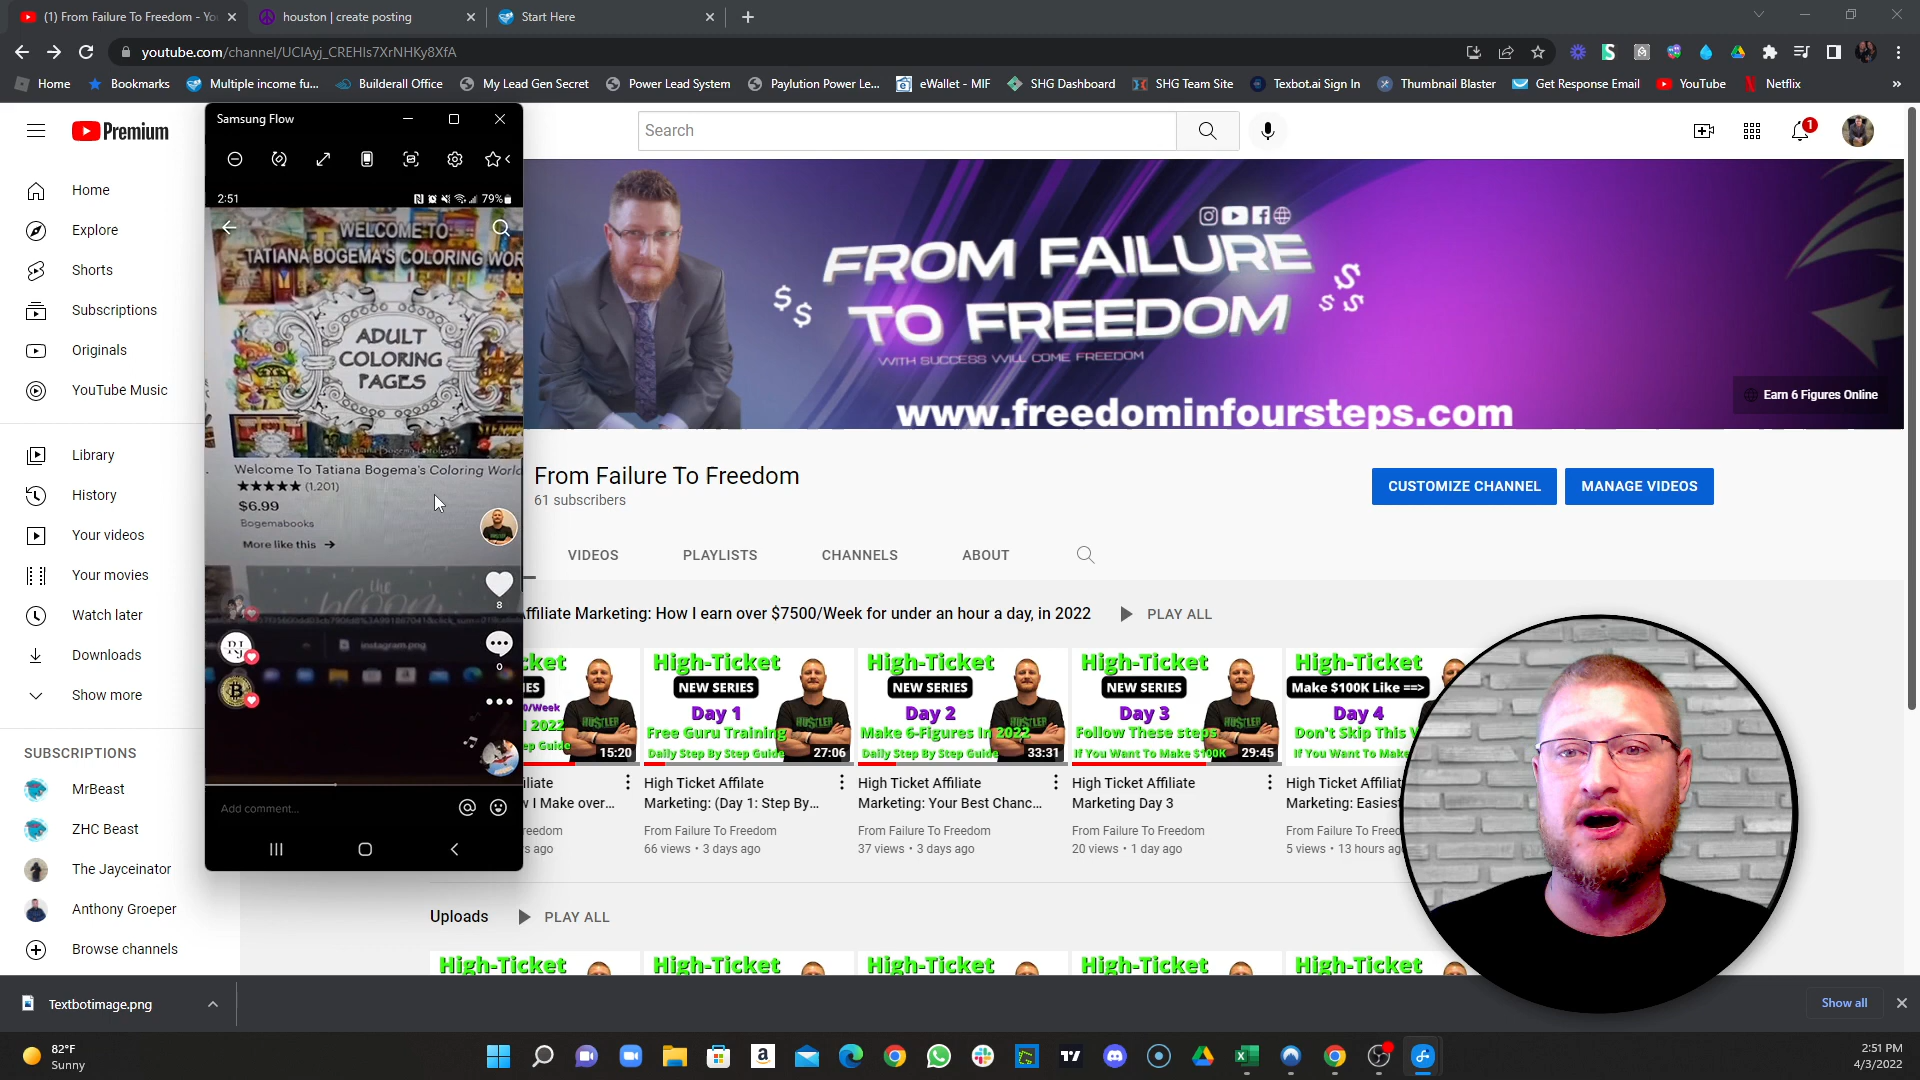 (1) From Failure To Freedom - Yo
houston | create posting
Start Here
youtube.com/channel/UClAyj_CREHIs7XrNHKy8XfA
Home
Bookmarks
Multiple income fu...
Builderall Office
My Lead Gen Secret
Power Lead System
Paylution Power Le...
eWallet - MIF
SHG Dashboard
SHG Team Site
Texbot.ai Sign In
Thumbnail Blaster
Get Response Email
YouTube
Netflix
»
Samsung Flow
Premium
Search
1
2:51
79%
WELCOME TO
TATIANA BOGEMA'S COLORING WOR
ADULT
COLORING
PAGES
Welcome To Tatiana Bogema's Coloring World
★★★★★ (1,201)
$6.99
Bogemabooks
More like this →
the
bloom
8
instagram.png
0
Add comment...
Home
Explore
Shorts
Subscriptions
Originals
YouTube Music
Library
History
Your videos
Your movies
Watch later
Downloads
Show more
SUBSCRIPTIONS
MrBeast
ZHC Beast
The Jayceinator
Anthony Groeper
Browse channels
FROM FAILURE
TO FREEDOM
WITH SUCCESS WILL COME FREEDOM
www.freedominfoursteps.com
Earn 6 Figures Online
From Failure To Freedom
61 subscribers
CUSTOMIZE CHANNEL
MANAGE VIDEOS
VIDEOS
PLAYLISTS
CHANNELS
ABOUT
ffiliate Marketing: How I earn over $7500/Week for under an hour a day, in 2022
PLAY ALL
cket
ES
0/Week
2022
ep Guide
15:20
High-Ticket
NEW SERIES
Day 1
Free Guru Training
Daily Step By Step Guide
27:06
High-Ticket
NEW SERIES
Day 2
Make 6-Figures In 2022
Daily Step By Step Guide
33:31
High-Ticket
NEW SERIES
Day 3
Follow These steps
If You Want To Make $100K
29:45
High-Ticket
Make $100K Like ==>
Day 4
Don't Skip This V
If You Want To Make
HUSTLER
iliate
w I Make over...
reedom
s ago
High Ticket Affilate
Marketing: (Day 1: Step By...
From Failure To Freedom
66 views • 3 days ago
High Ticket Affiliate
Marketing: Your Best Chanc...
From Failure To Freedom
37 views • 3 days ago
High Ticket Affiliate
Marketing Day 3
From Failure To Freedom
20 views • 1 day ago
High Ticket Affiliat
Marketing: Easiest
From Failure To Free
5 views • 13 hours ag
Uploads
PLAY ALL
High-Ticket
High-Ticket
High-Ticket
High-Ticket
High-Ticket
Textbotimage.png
Show all
82°F
Sunny
2:51 PM
4/3/2022